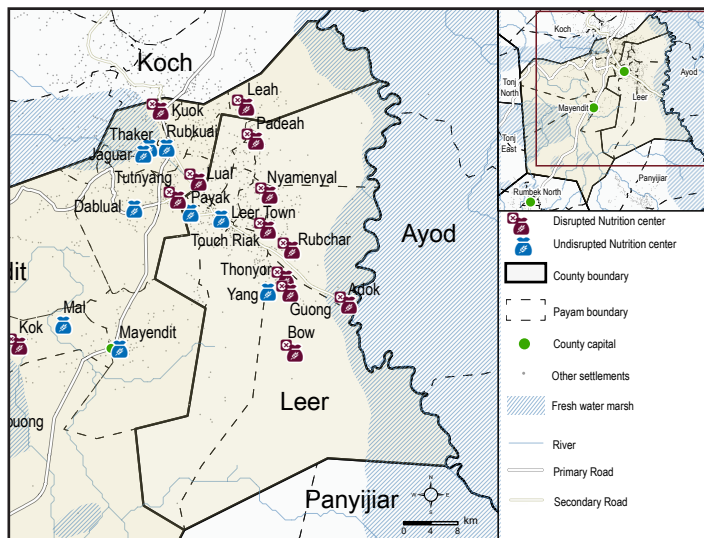 Koch
Leah
Kuok
Padeah
Thaker
Rubkuai
Jaguar
Tutnyang
Luaf
Nyamenyal
Payak
Dablual
Leer Town
Touch Riak
Rubchar
Ayod
Thonyor
Adok
Yang
Guong
dit
Mal
Kok
Mayendit
Bow
Leer
puong
Panyijiar
N
W
E
S
0 4 8
km
Koch
Tonj
North
Ayod
Leer
Mayendit
Tonj
East
Panyijiar
Rumbek North
Disrupted Nutrition center
Undisrupted Nutrition center
County boundary
Payam boundary
County capital
Other settlements
Fresh water marsh
River
Primary Road
Secondary Road